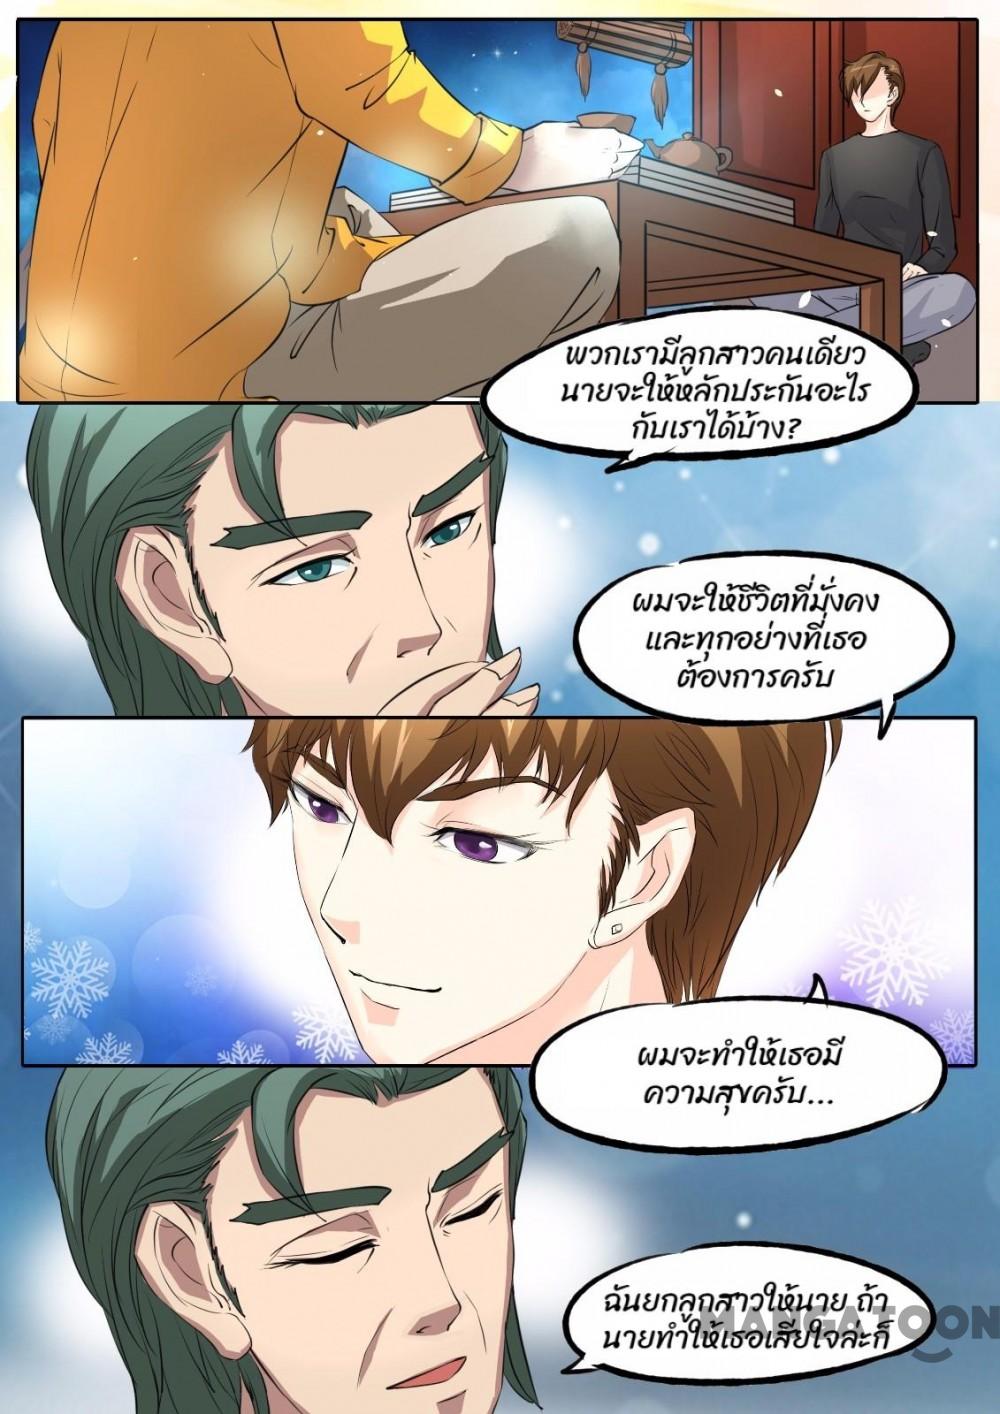 พวกเรามีลูกสาวคนเดียว
นายจะให้หลักประกันอะไร
กับเราได้บ้าง?
ผมจะให้ชีวิตที่มั่งคง
และทุกอย่างที่เธอ
ต้องการครับ
ผมจะทำให้เธอมี
ความสุขครับ...
ฉันยกลูกสาวให้นาย ถ้า
นายทำให้เธอเสียใจล่ะก็
MANGATOON